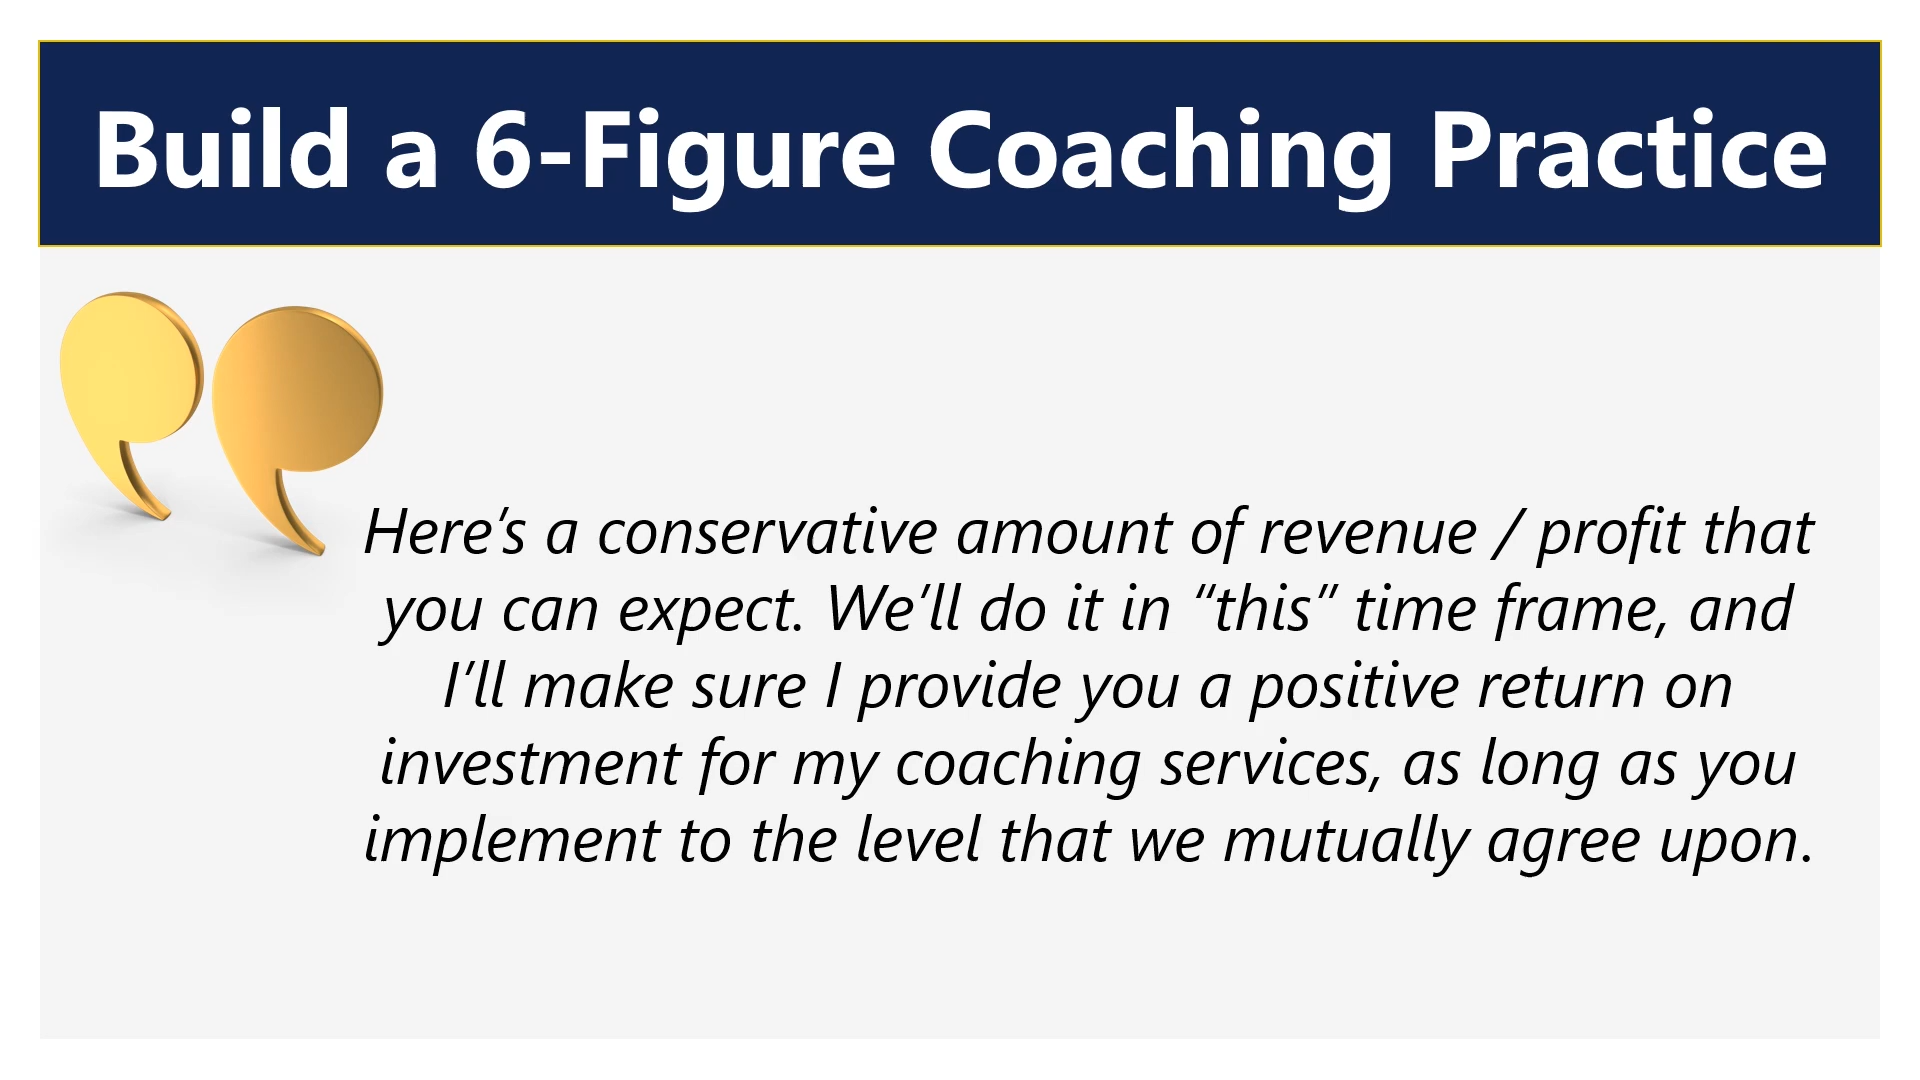 Build a 6-Figure Coaching Practice
Here’s a conservative amount of revenue / profit that
you can expect. We’ll do it in “this” time frame, and
I’ll make sure I provide you a positive return on
investment for my coaching services, as long as you
implement to the level that we mutually agree upon.